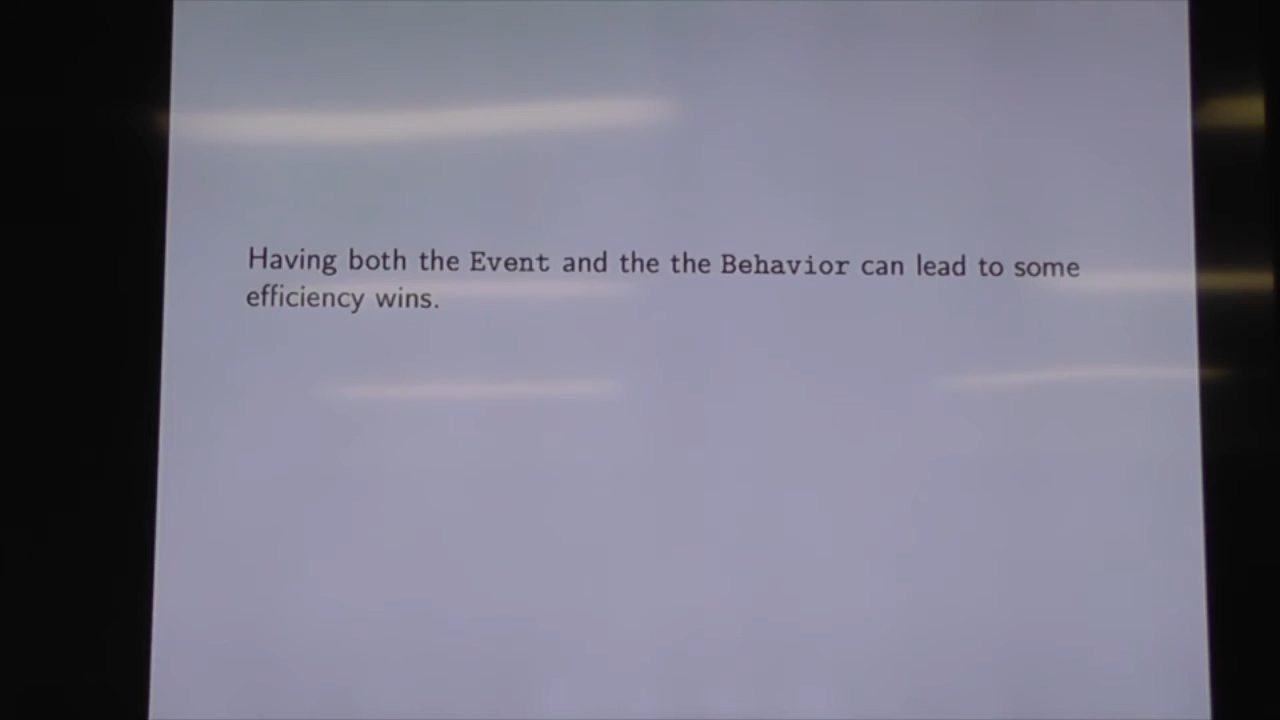 Having both the Event and the the Behavior can lead to some
efficiency wins.